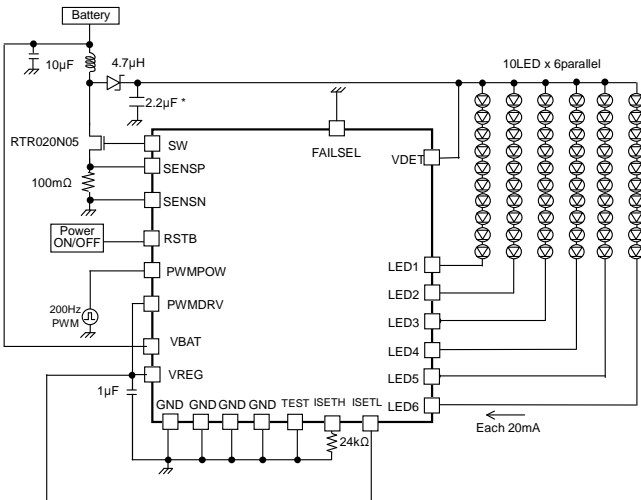 Battery
10µF
4.7µH
2.2µF *
10LED x 6parallel
RTR020N05
SW
FAILSEL
VDET
SENSP
100mΩ
SENSN
Power
ON/OFF
RSTB
PWMPOW
LED1
LED2
200Hz
PWM
PWMDRV
LED3
VBAT
LED4
VREG
LED5
1µF
GND
GND
GND
GND
TEST
ISETH
ISETL
LED6
24kΩ
Each 20mA